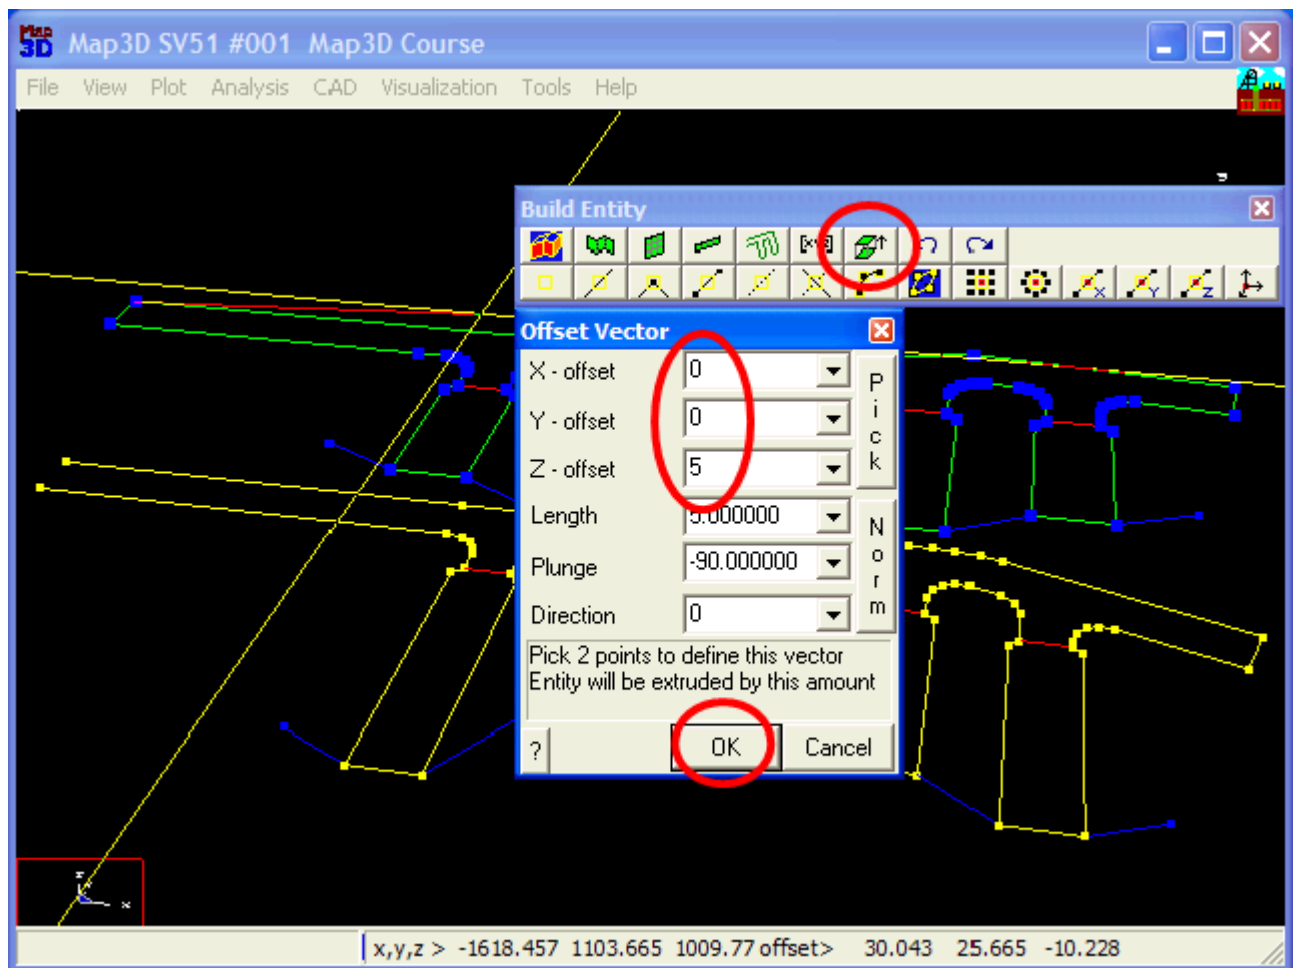 Map3D
Map3D SV51 #001 Map3D Course
File View Plot Analysis CAD Visualization Tools Help
Build Entity
Offset Vector
X - offset 0
Y - offset 0
Z - offset 5
Pick
Length 5.000000
Plunge -90.000000
Direction 0
Norm
Pick 2 points to define this vector
Entity will be extruded by this amount
? OK Cancel
x,y,z > -1618.457 1103.665 1009.77 offset> 30.043 25.665 -10.228